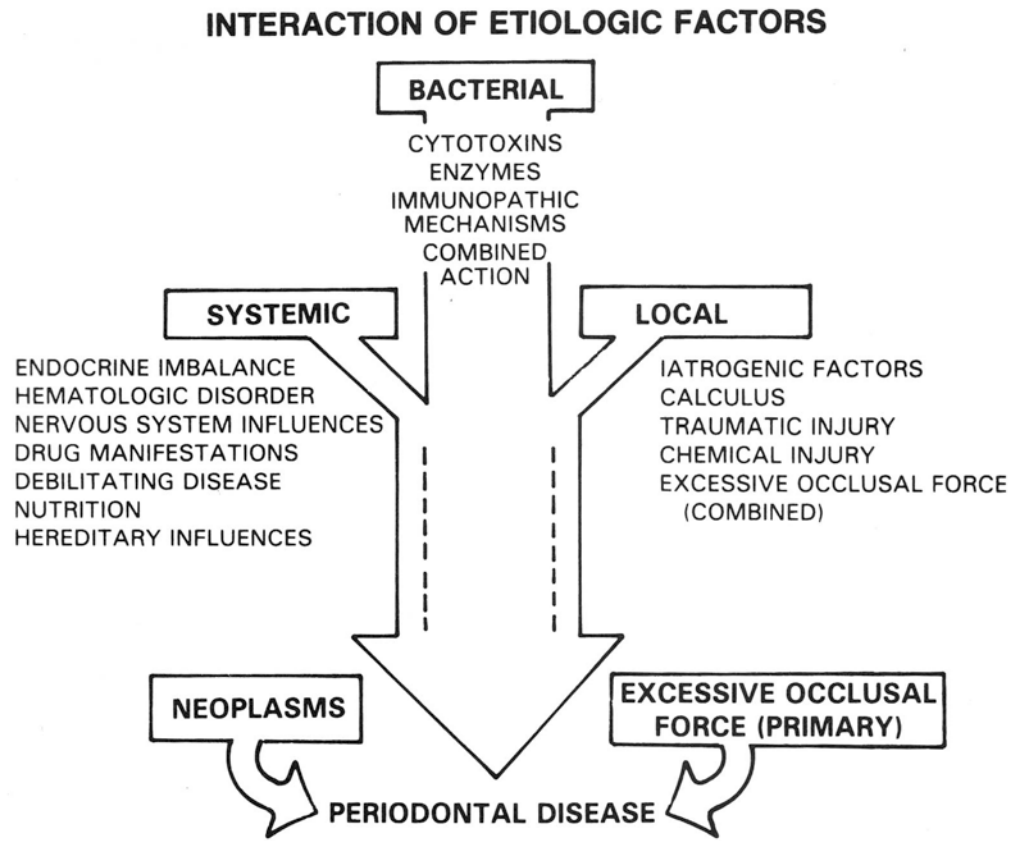 INTERACTION OF ETIOLOGIC FACTORS
BACTERIAL
CYTOTOXINS
ENZYMES
IMMUNOPATHIC
MECHANISMS
COMBINED
ACTION
SYSTEMIC
ENDOCRINE IMBALANCE
HEMATOLOGIC DISORDER
NERVOUS SYSTEM INFLUENCES
DRUG MANIFESTATIONS
DEBILITATING DISEASE
NUTRITION
HEREDITARY INFLUENCES
LOCAL
IATROGENIC FACTORS
CALCULUS
TRAUMATIC INJURY
CHEMICAL INJURY
EXCESSIVE OCCLUSAL FORCE
(COMBINED)
NEOPLASMS
EXCESSIVE OCCLUSAL
FORCE (PRIMARY)
PERIODONTAL DISEASE